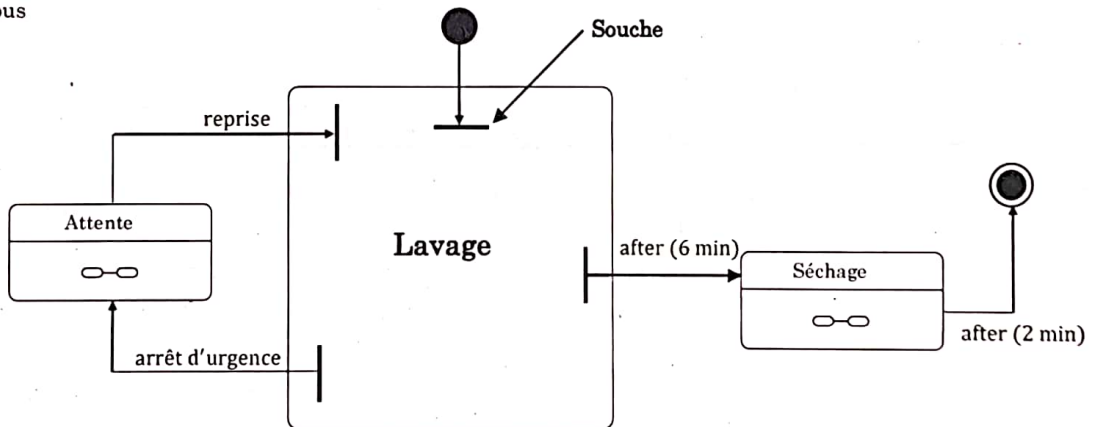 ous
Souche
reprise
Attente
Lavage
after (6 min)
Séchage
arrêt d'urgence
after (2 min)